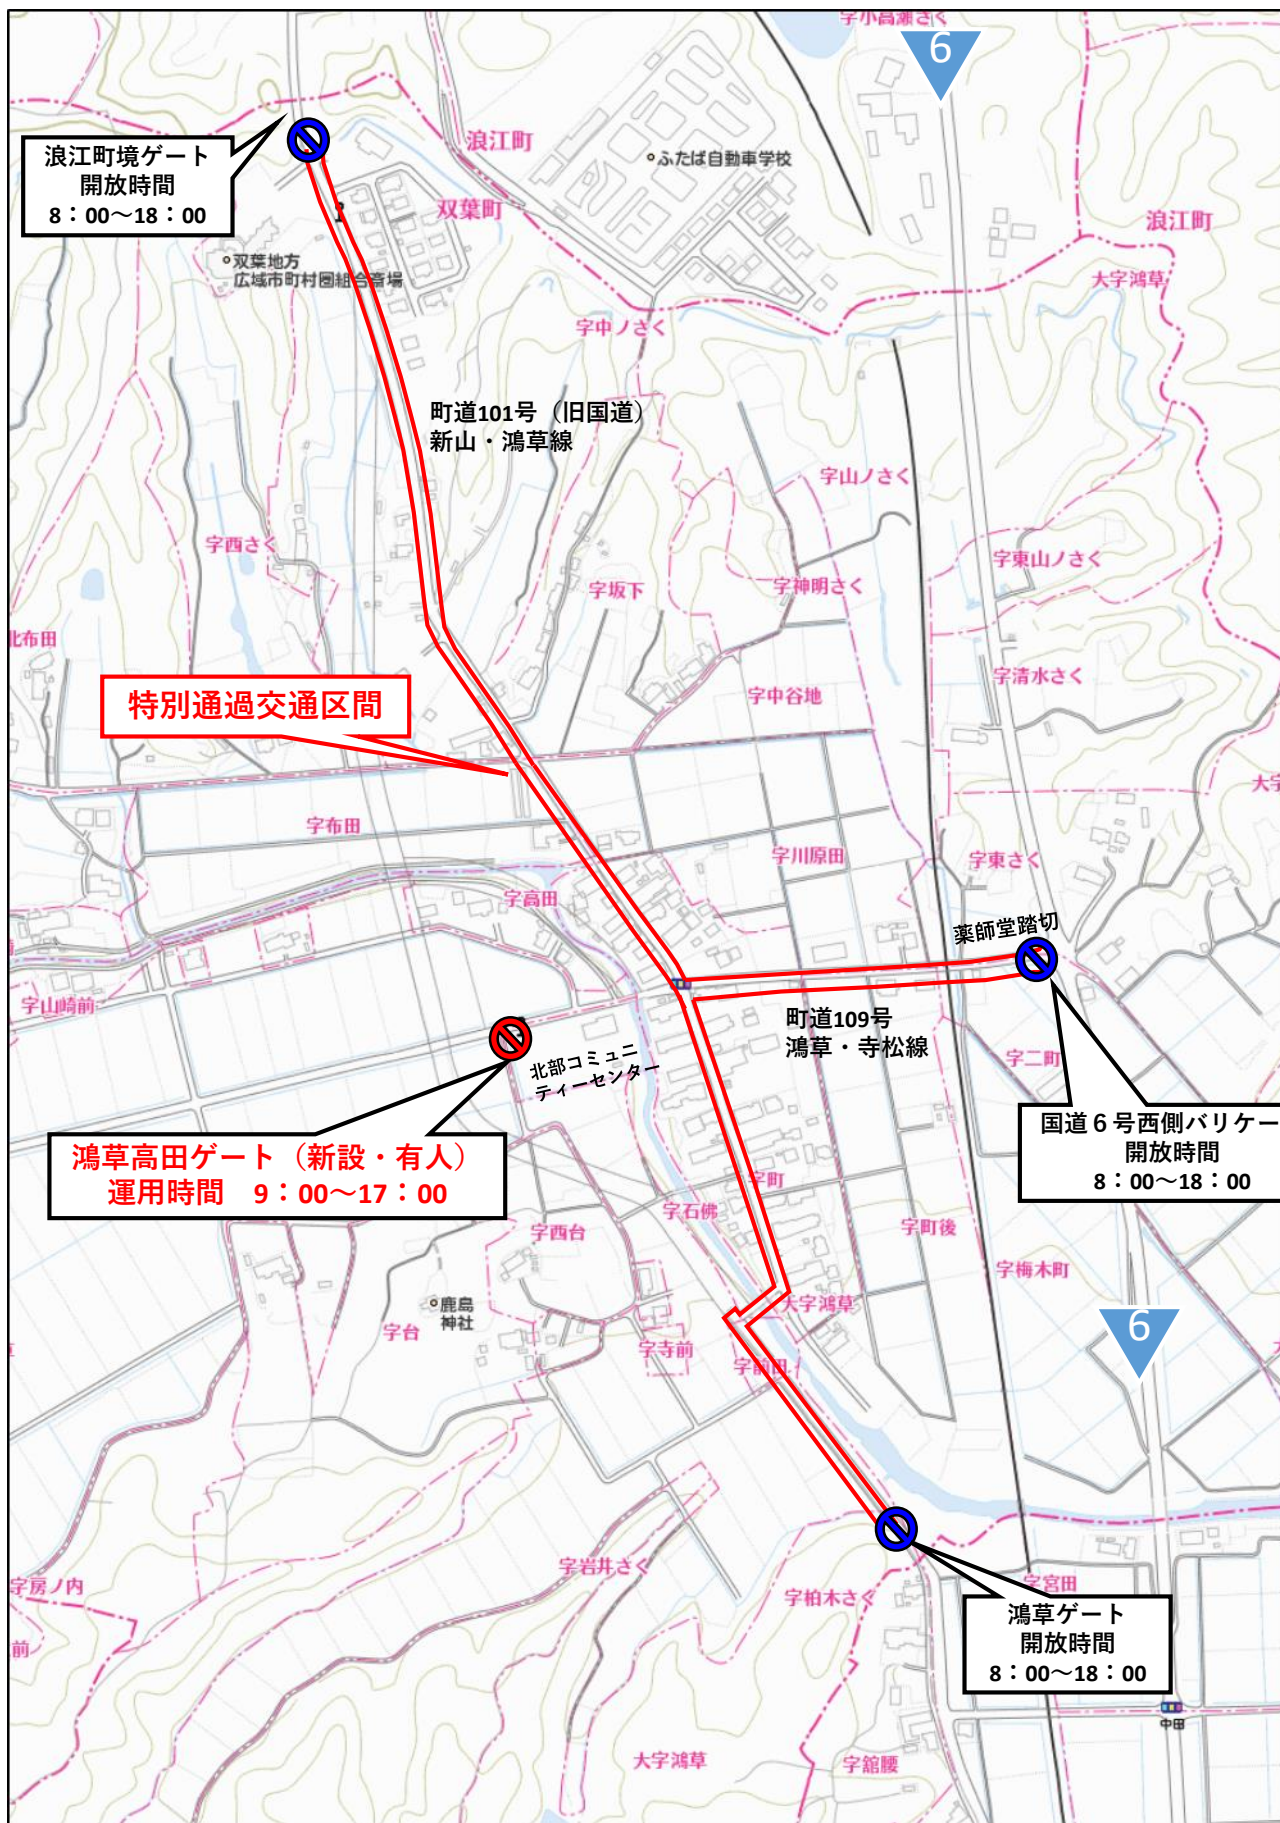 字小高瀬さく
6
浪江町境ゲート
開放時間
8：00～18：00
浪江町
ふたば自動車学校
双葉町
浪江町
双葉地方
広域市町村圏組合斎場
大字鴻草
字中ノさく
町道101号（旧国道）
新山・鴻草線
字山ノさく
字西さく
字東山ノさく
字坂下
字神明さく
北布田
字清水さく
字中谷地
特別通過交通区間
大字
字布田
字川原田
字東さく
字高田
薬師堂踏切
字山崎前
町道109号
鴻草・寺松線
北部コミュニ
ティーセンター
字二町
国道６号西側バリケー
開放時間
8：00～18：00
鴻草高田ゲート（新設・有人）
運用時間　9：00～17：00
字町
字石佛
字西台
字町後
字梅木町
鹿島
神社
大字鴻草
字台
6
字寺前
字前田
字岩井さく
字房ノ内
字柏木さく
字宮田
前
鴻草ゲート
開放時間
8：00～18：00
中田
大字鴻草
字舘腰